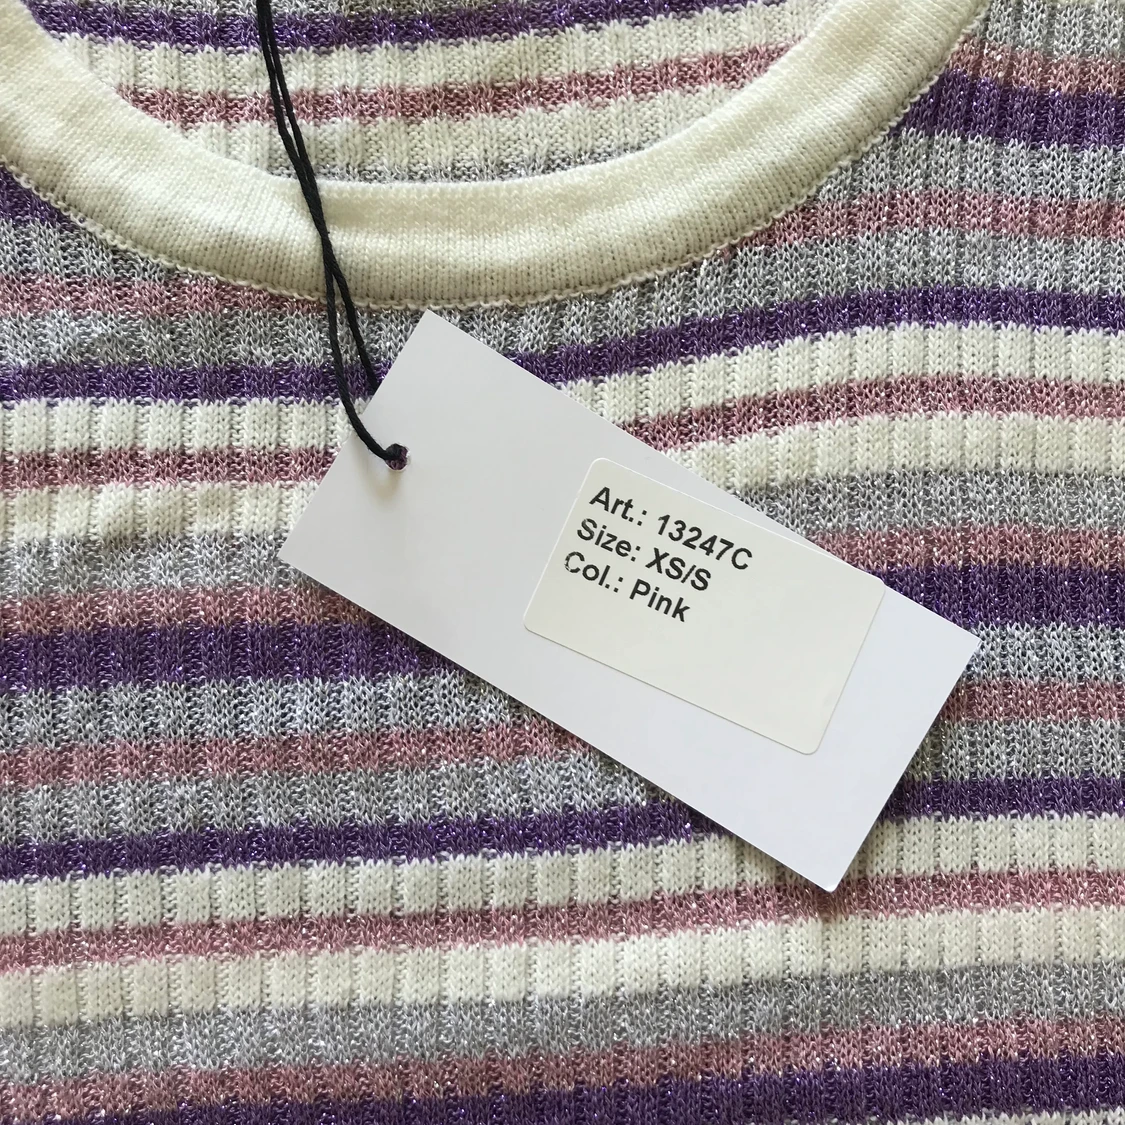 Art.: 13247C
Size: XS/S
Col.: Pink